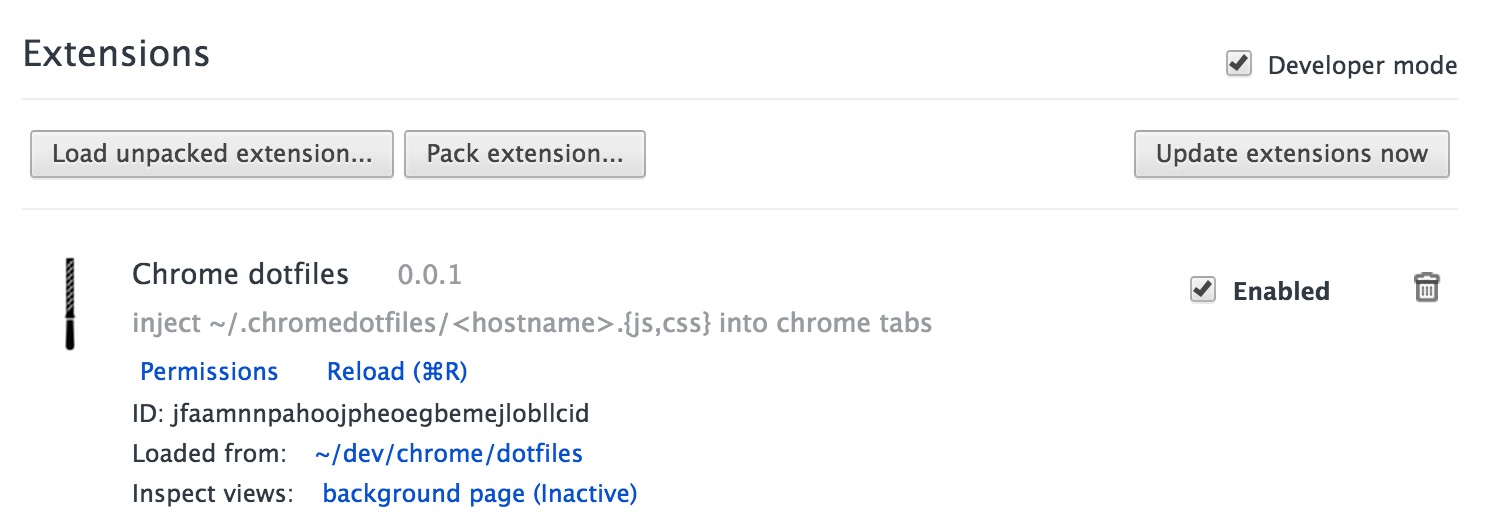 Extensions
Developer mode
Load unpacked extension...
Pack extension...
Update extensions now
Chrome dotfiles 0.0.1
Enabled
inject ~/.chromedotfiles/<hostname>.{js,css} into chrome tabs
Permissions Reload (⌘R)
ID: jfaamnnpahoojpheoegbemejlobllcid
Loaded from: ~/dev/chrome/dotfiles
Inspect views: background page (Inactive)